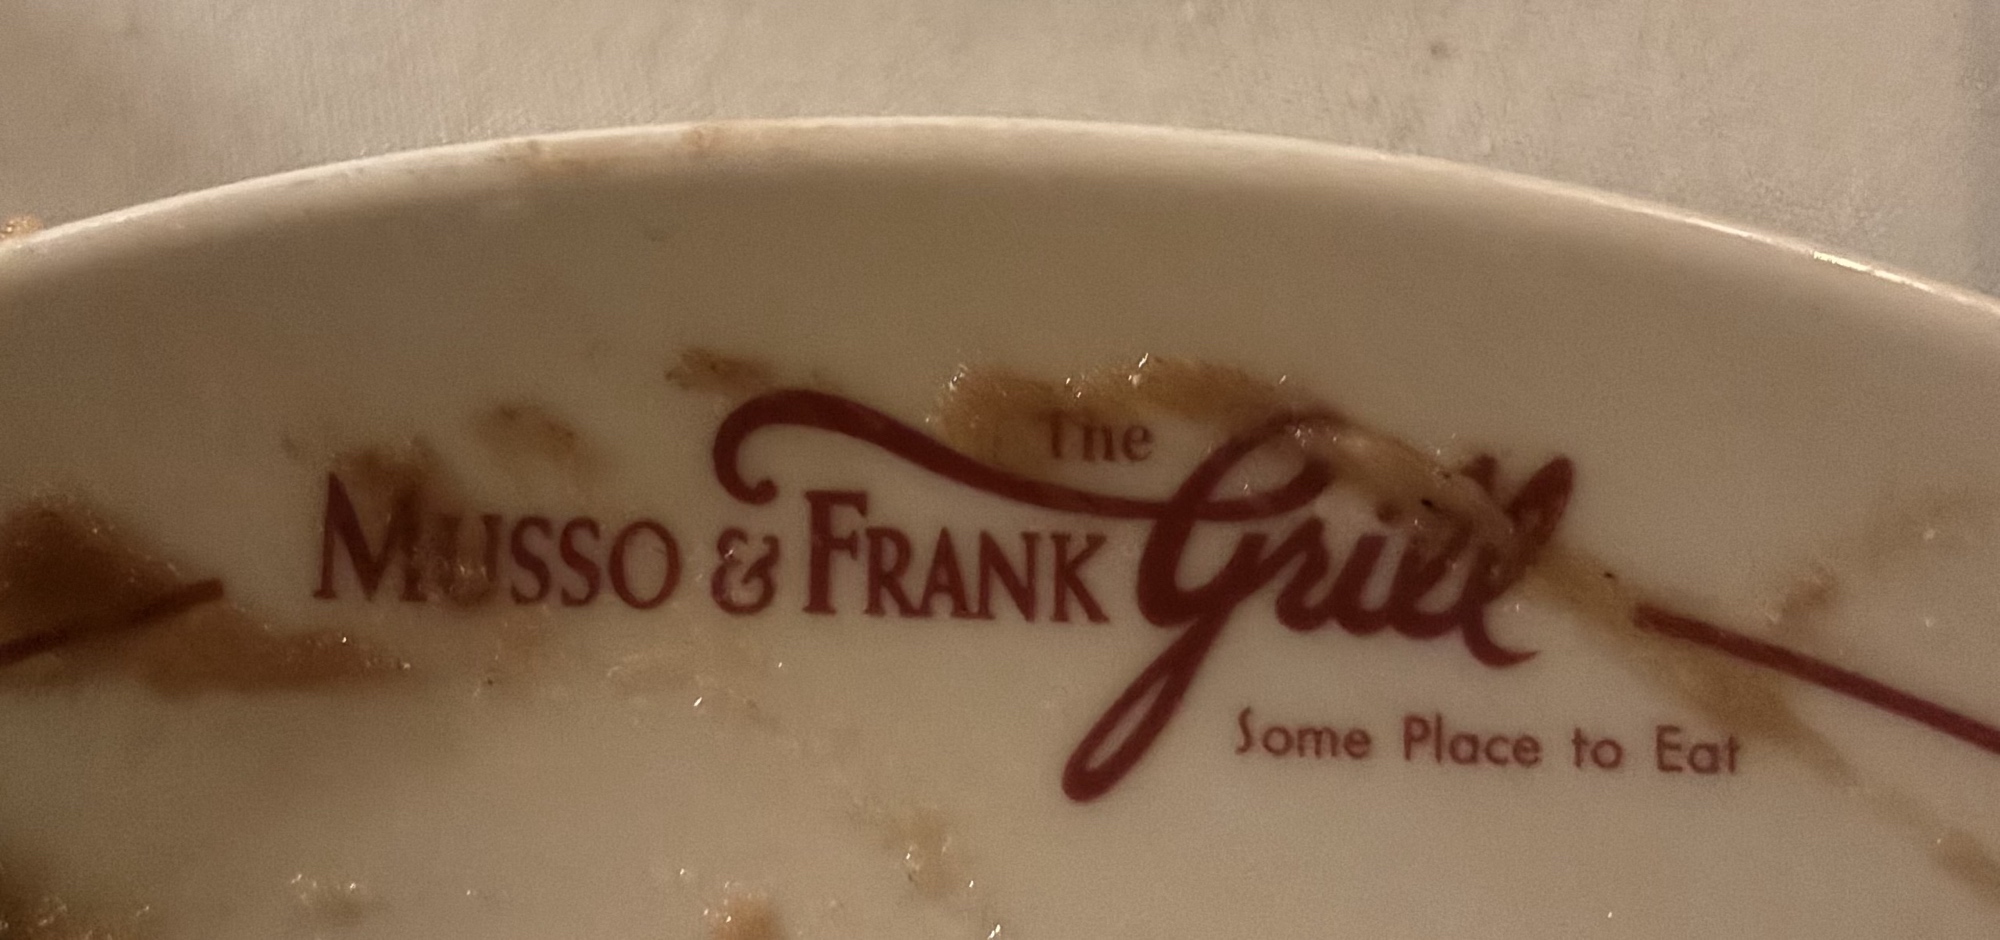 The
MUSSO & FRANK Grill
Some Place to Eat